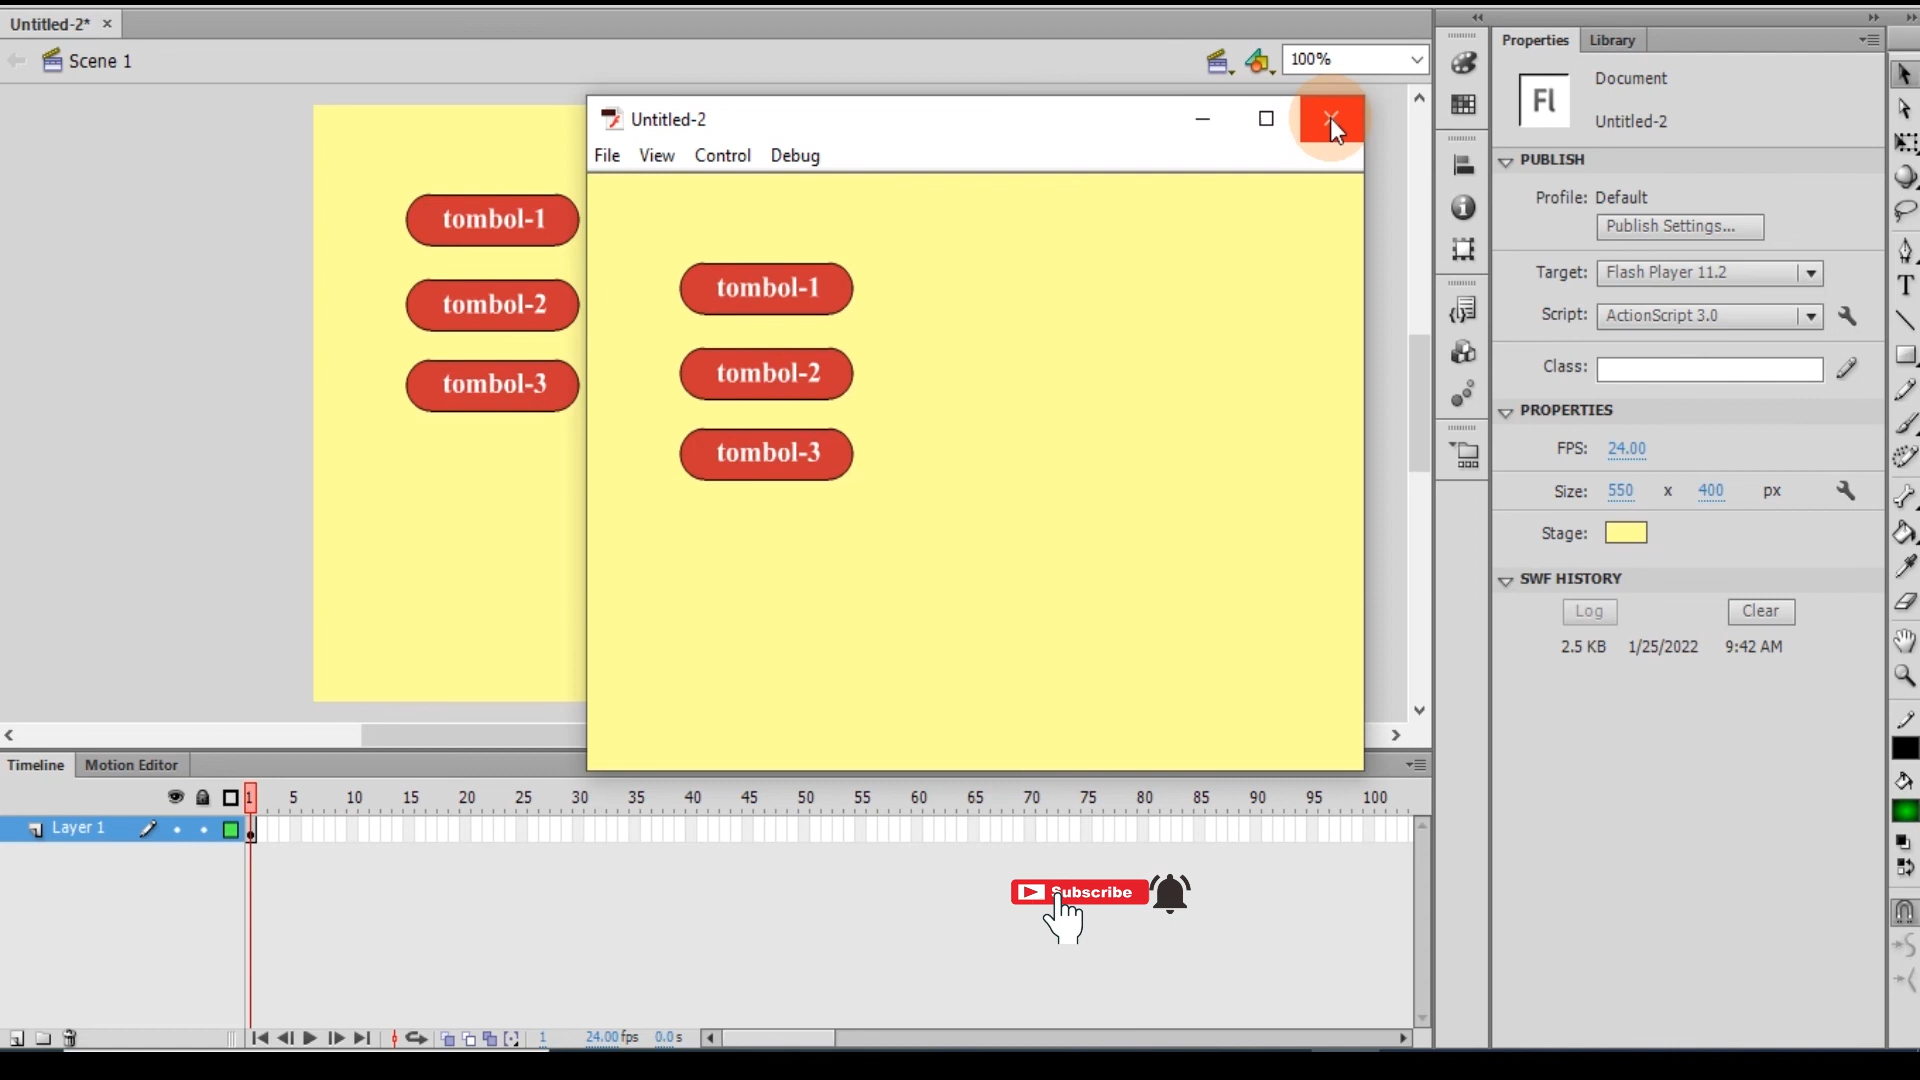 Untitled-2* ×
Scene 1
100%
tombol-1
tombol-2
tombol-3
Untitled-2
File View Control Debug
tombol-1
tombol-2
tombol-3
Properties Library
Fl
Document
Untitled-2
PUBLISH
Profile: Default
Publish Settings...
Target: Flash Player 11.2
Script: ActionScript 3.0
Class:
PROPERTIES
FPS: 24.00
Size: 550 x 400 px
Stage:
SWF HISTORY
Log Clear
2.5 KB 1/25/2022 9:42 AM
Timeline Motion Editor
1 5 10 15 20 25 30 35 40 45 50 55 60 65 70 75 80 85 90 95 100
Layer 1
Subscribe
1 24.00 fps 0.0 s